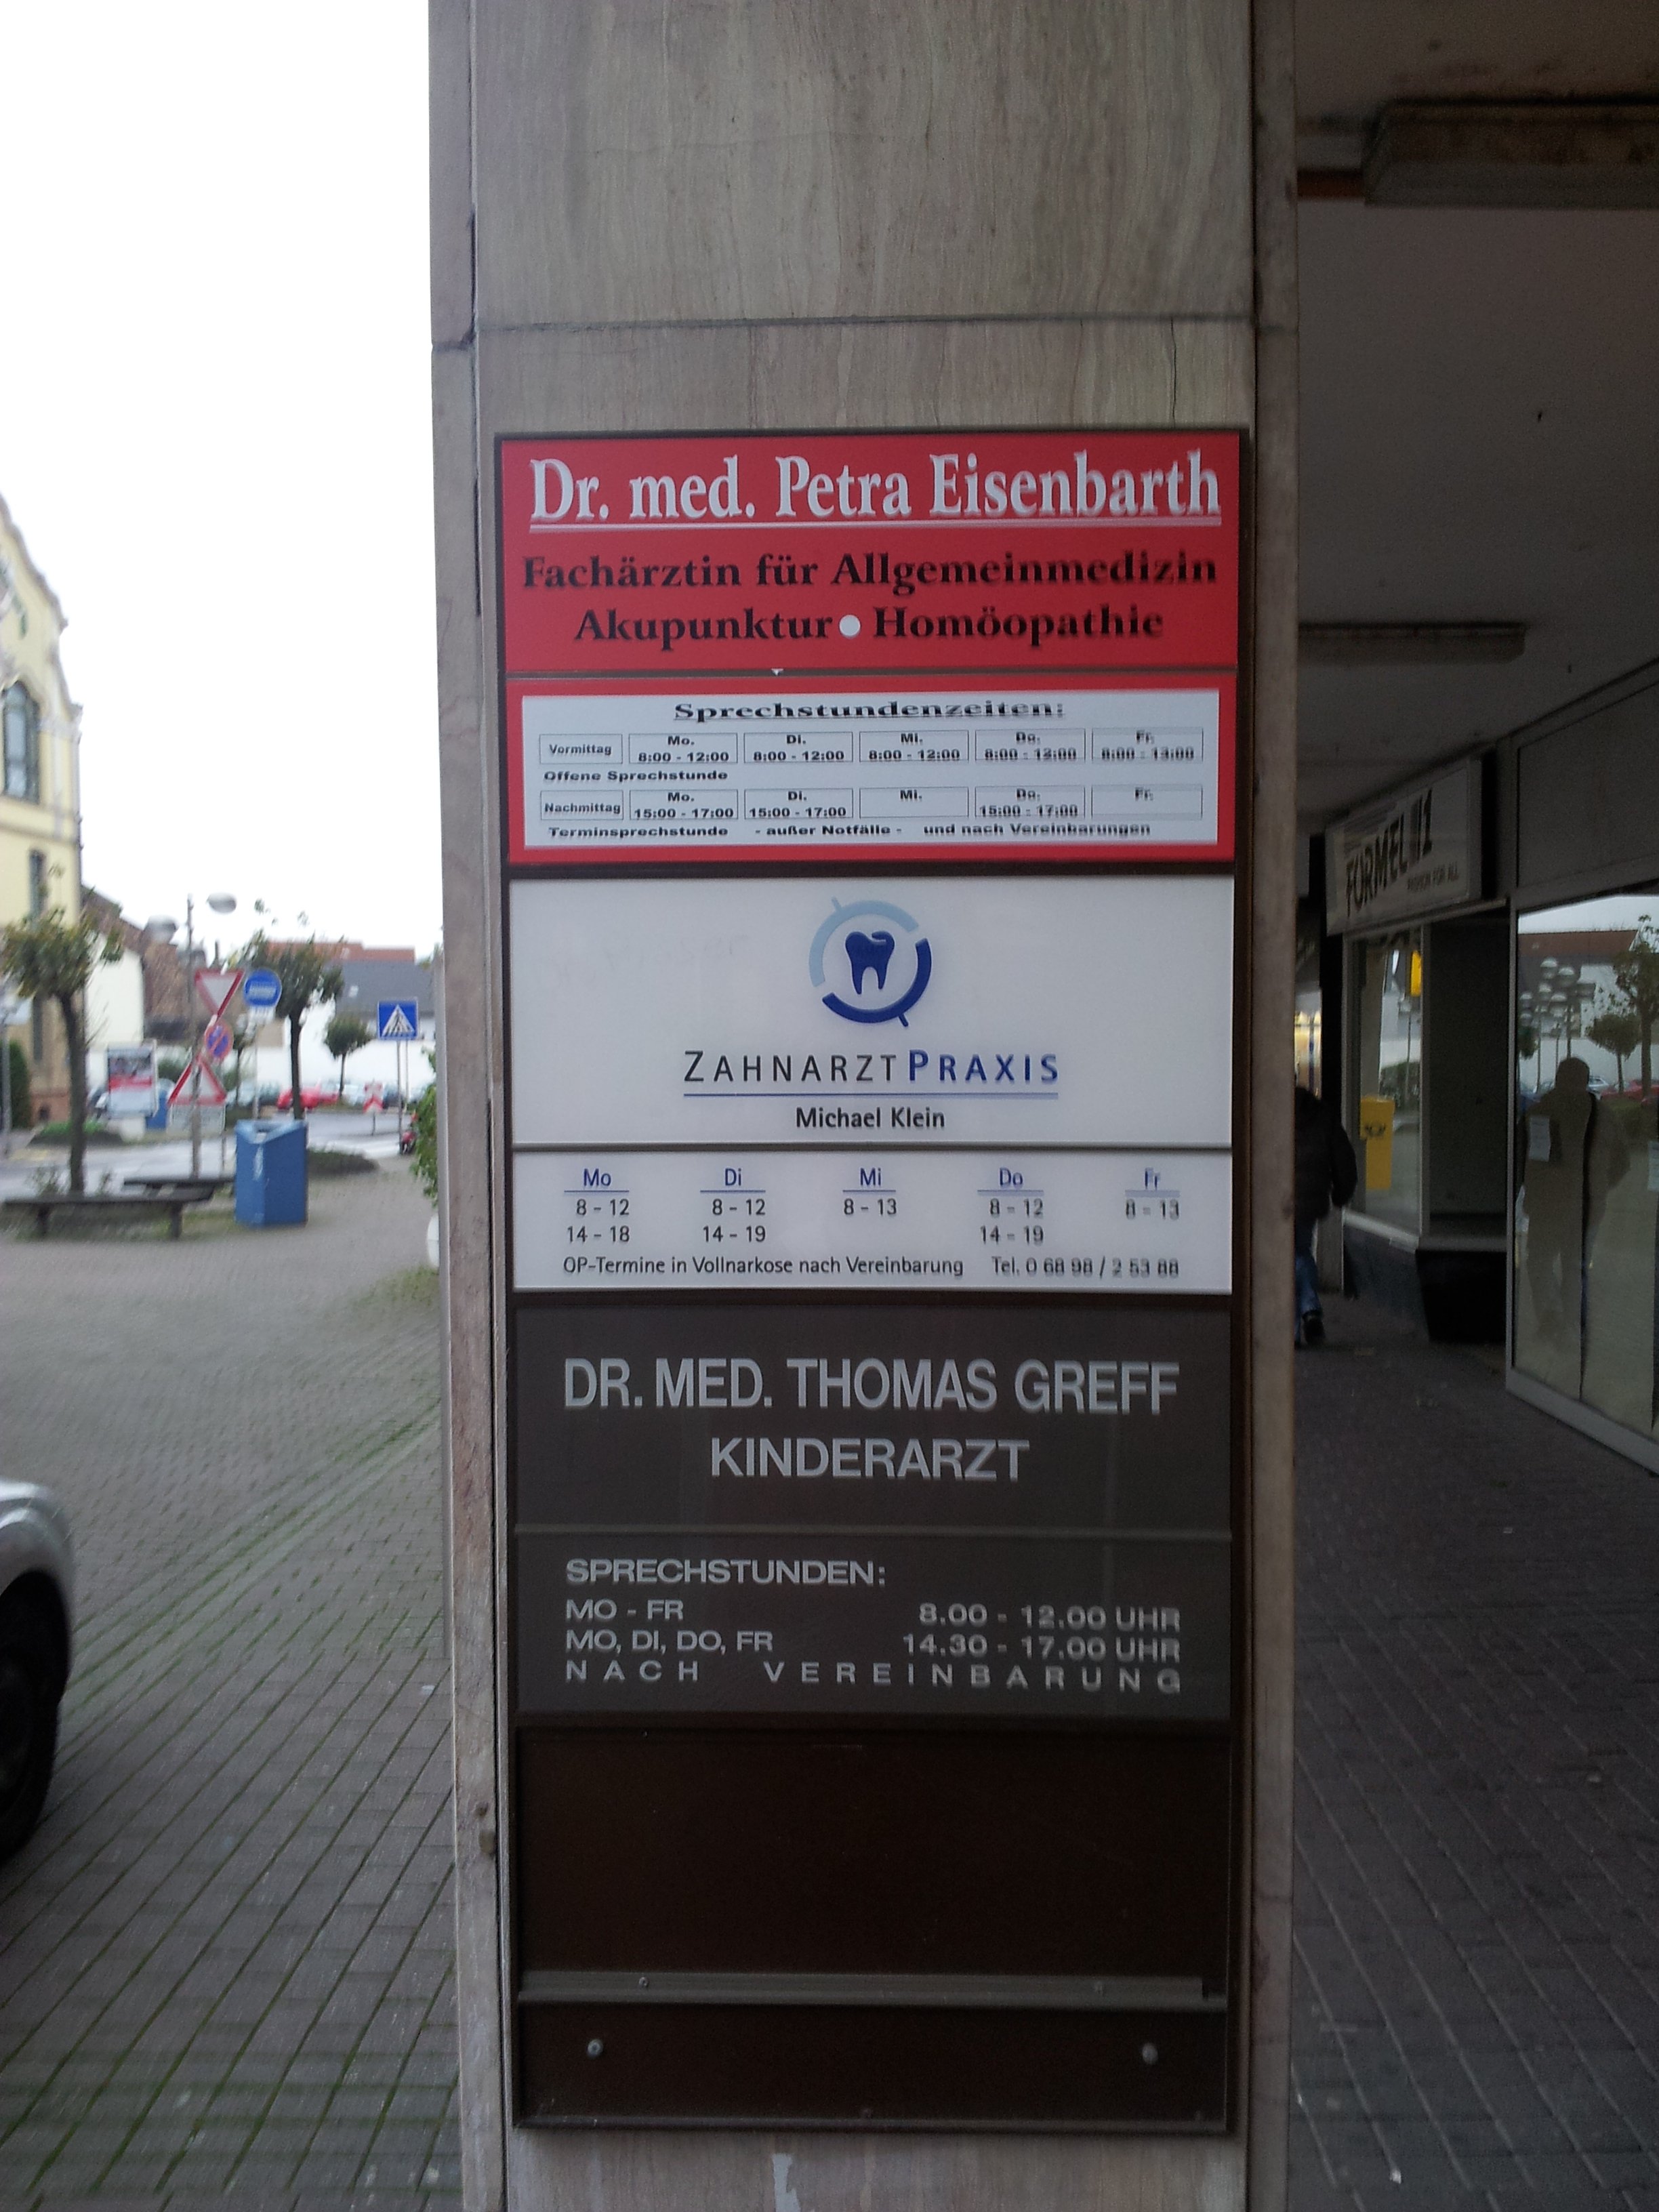 Dr. med. Petra Eisenbarth
Fachärztin für Allgemeinmedizin
Akupunktur ● Homöopathie
Sprechstundenzeiten:
Vormittag Mo. 8:00 - 12:00 Di. 8:00 - 12:00 Mi. 8:00 - 12:00 Do. 8:00 - 12:00 Fr. 8:00 - 13:00
Offene Sprechstunde
Nachmittag Mo. 15:00 - 17:00 Di. 15:00 - 17:00 Mi. Do. 15:00 - 17:00 Fr.
Terminsprechstunde - außer Notfälle - und nach Vereinbarungen
ZAHNARZTPRAXIS
Michael Klein
Mo Di Mi Do Fr
8 - 12 8 - 12 8 - 13 8 - 12 8 - 13
14 - 18 14 - 19 14 - 19
OP-Termine in Vollnarkose nach Vereinbarung Tel. 0 68 98 / 2 53 88
DR. MED. THOMAS GREFF
KINDERARZT
SPRECHSTUNDEN:
MO - FR 8.00 - 12.00 UHR
MO, DI, DO, FR 14.30 - 17.00 UHR
NACH VEREINBARUNG
FORMEL 1
FASHION FOR ALL